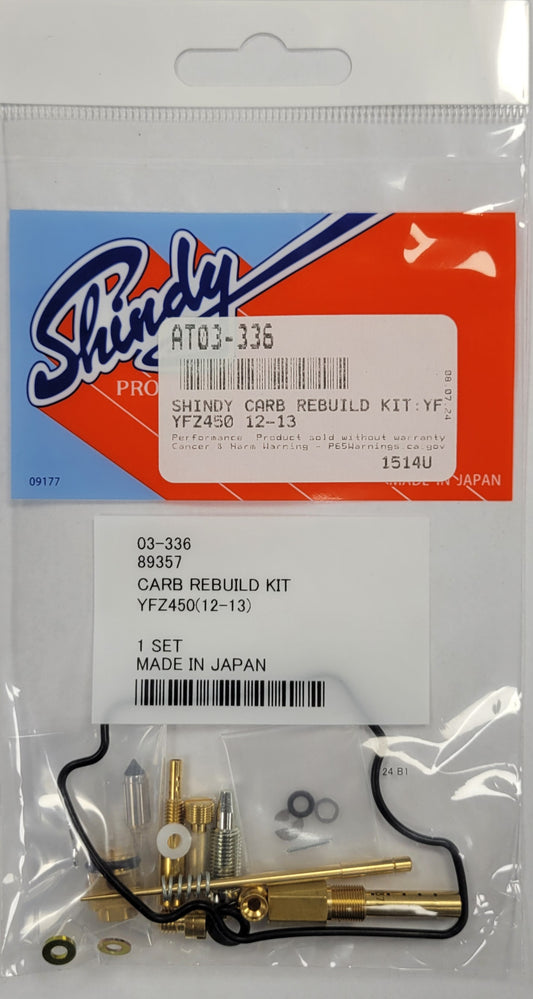 Shindy
PRO
AT03-336
08.07.24
SHINDY CARB REBUILD KIT:YF
YFZ450 12-13
Performance Product sold without warranty
Cancer & Harm Warning - P65Warnings.ca.gov
1514U
09177
MADE IN JAPAN
03-336
89357
CARB REBUILD KIT
YFZ450(12-13)
1 SET
MADE IN JAPAN
24 B1